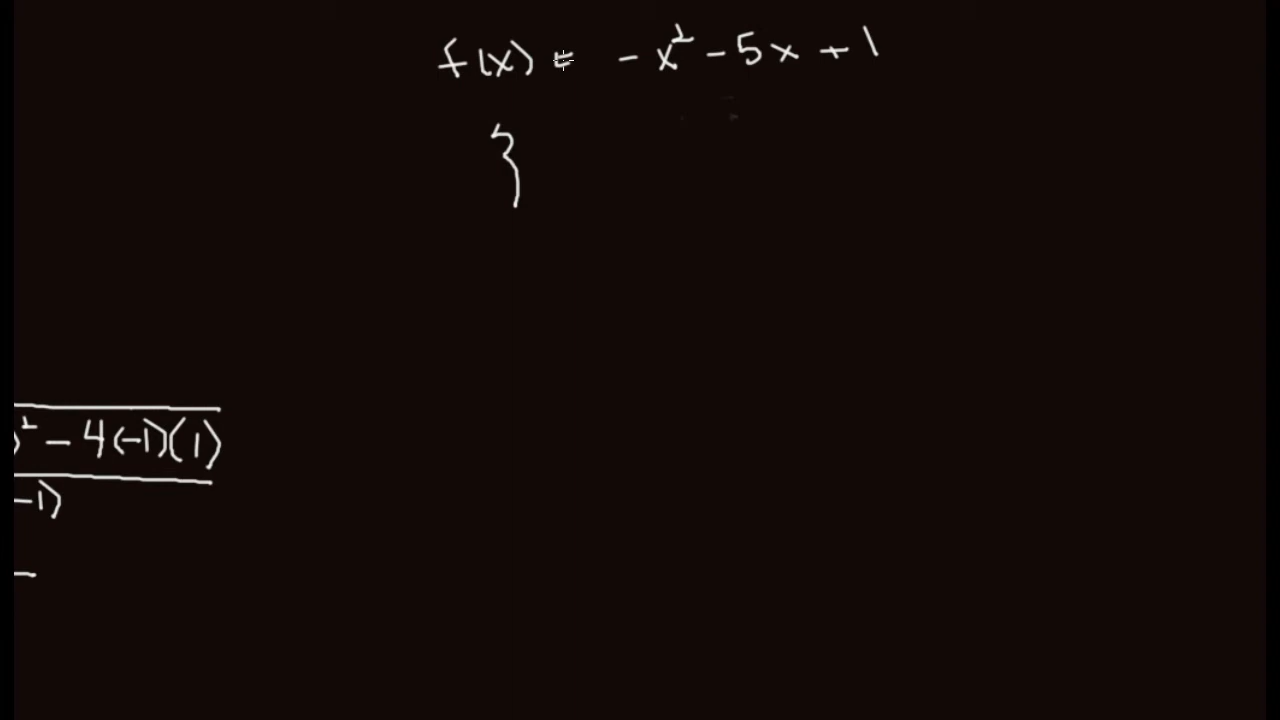 f(x) = -x² - 5x + 1
}
)² - 4(-1)(1)
-1)